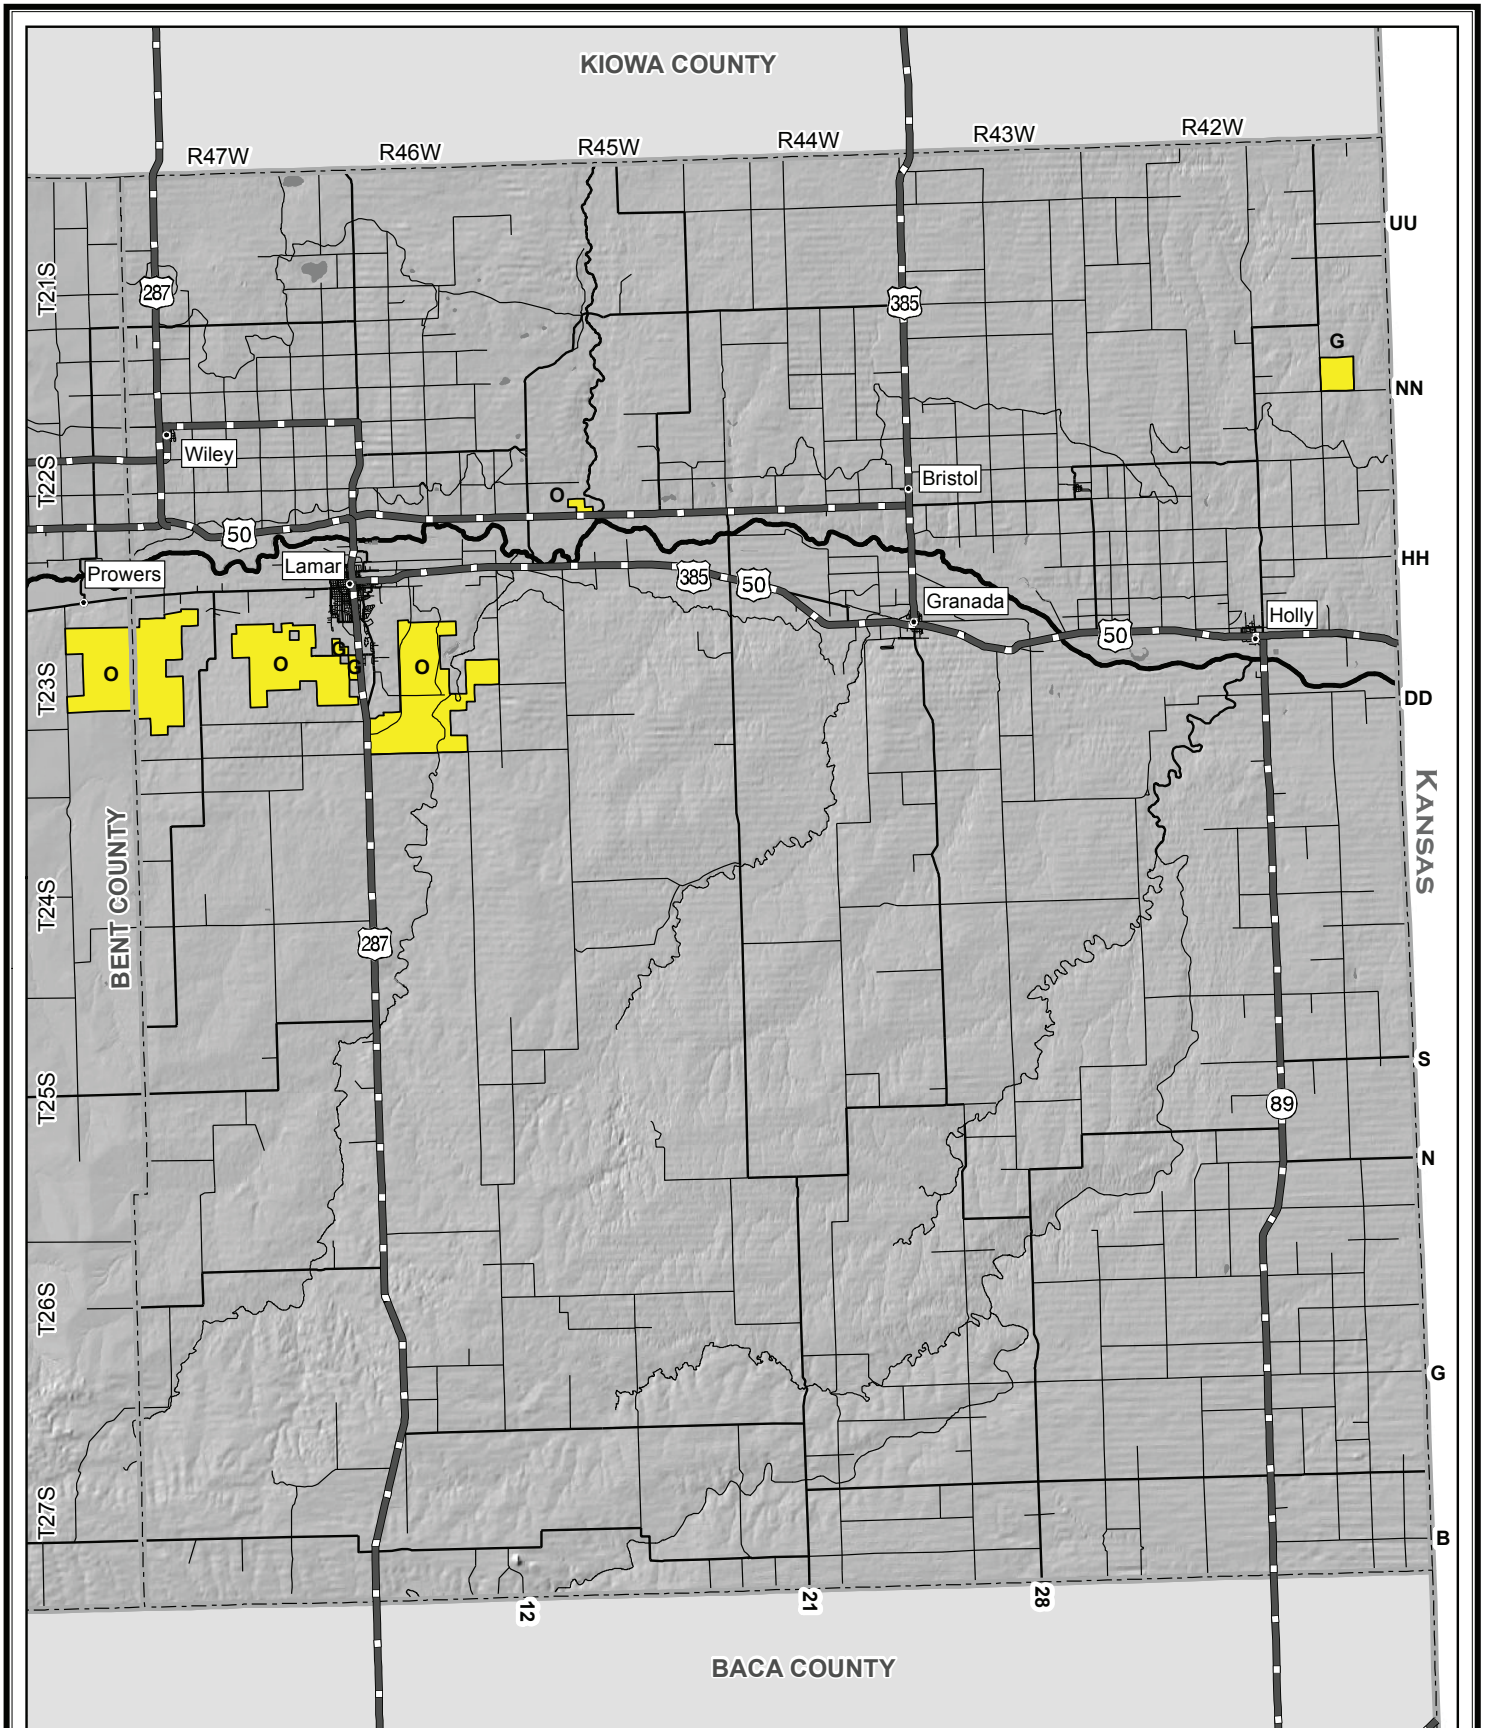 KIOWA COUNTY
R47W
R46W
R45W
R44W
R43W
R42W
UU
T21S
287
385
G
NN
Wiley
T22S
Bristol
O
50
HH
Lamar
Prowers
385
50
Granada
Holly
50
G
O
O
G
O
T23S
DD
KANSAS
BENT COUNTY
T24S
287
S
T25S
89
N
T26S
G
T27S
B
12
21
28
BACA COUNTY